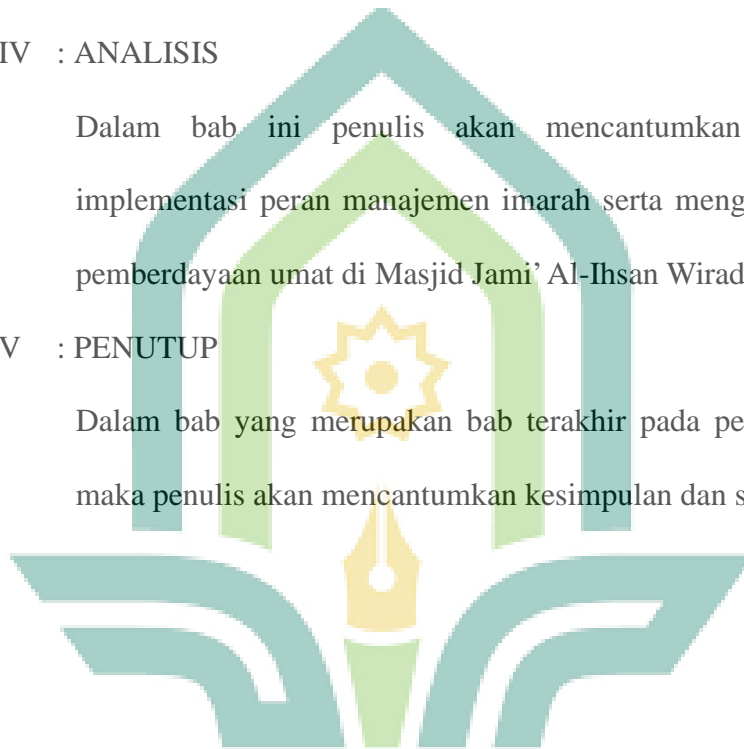 IV : ANALISIS
Dalam bab ini penulis akan mencantumkan
implementasi peran manajemen imarah serta meng
pemberdayaan umat di Masjid Jami’ Al-Ihsan Wirad
V : PENUTUP
Dalam bab yang merupakan bab terakhir pada pe
maka penulis akan mencantumkan kesimpulan dan s